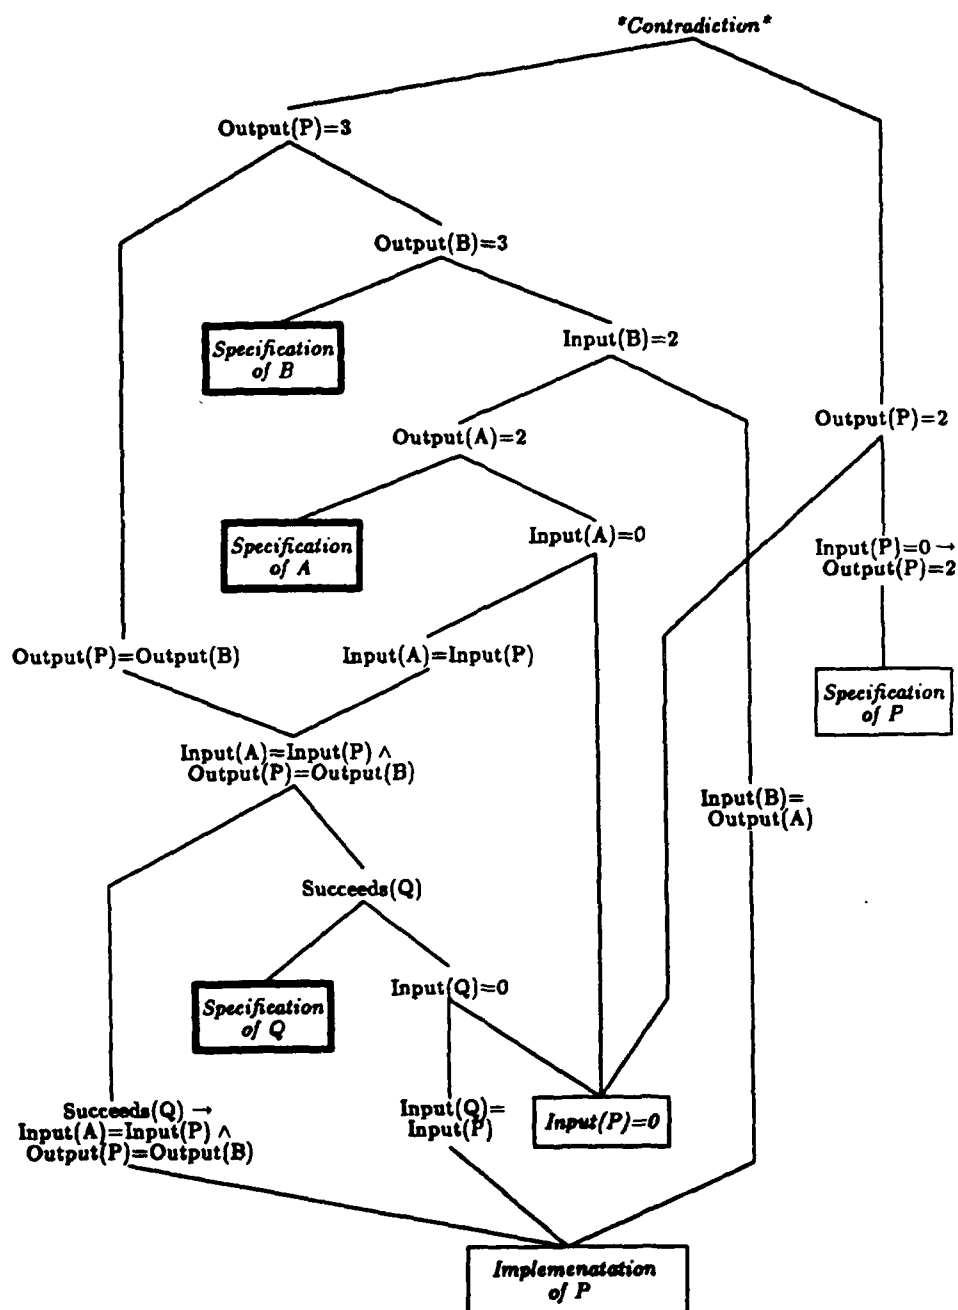 *Contradiction*
Output(P)=3
Output(B)=3
Specification
of B
Input(B)=2
Output(P)=2
Output(A)=2
Specification
of A
Input(A)=0
Input(P)=0 →
Output(P)=2
Output(P)=Output(B)
Input(A)=Input(P)
Specification
of P
Input(A)=Input(P) ∧
Output(P)=Output(B)
Input(B)=
Output(A)
Succeeds(Q)
Specification
of Q
Input(Q)=0
Succeeds(Q) →
Input(A)=Input(P) ∧
Output(P)=Output(B)
Input(Q)=
Input(P)
Input(P)=0
Implemenatation
of P